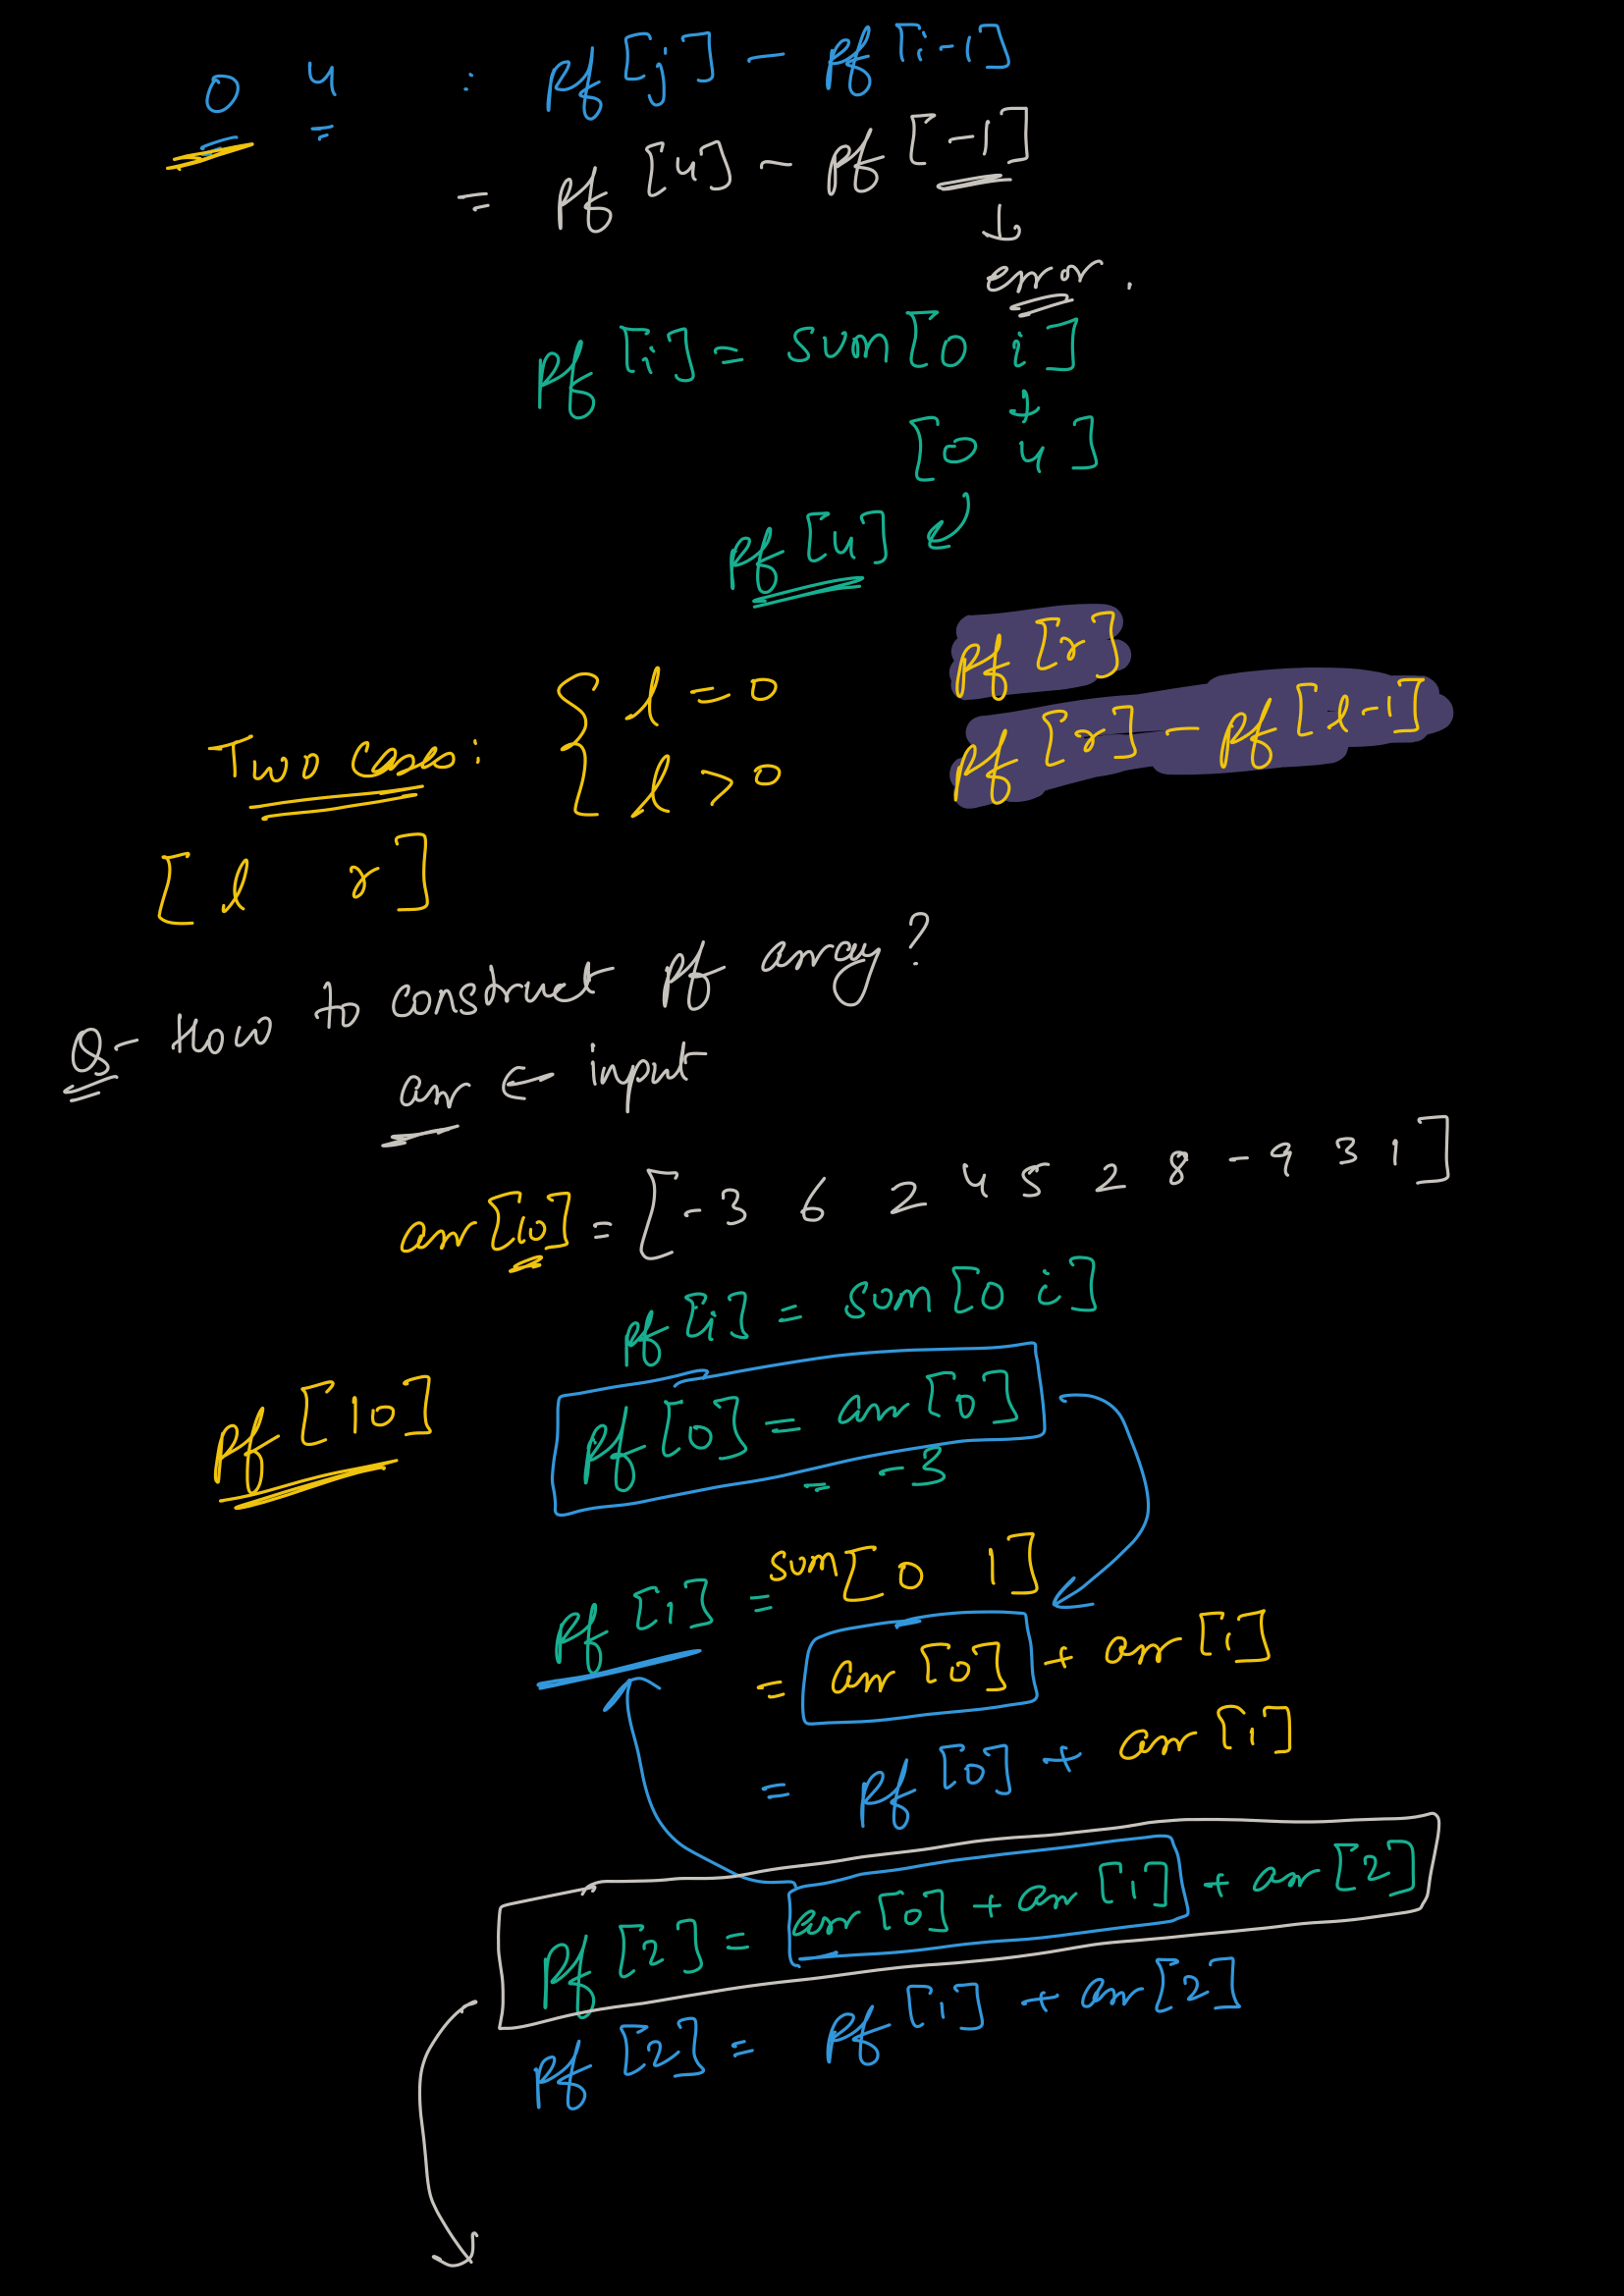 0 4 : pf[j] - pf[i-1]
= pf[4] - pf[-1]
↓
error.
pf[i] = sum[0 i]
↓
[0 4]
pf[4]
Two cases: { l = 0 pf[r]
l > 0 pf[r] - pf[l-1]
[l r]
Q- How to construct pf array?
arr ← input
arr[10] = [-3 6 2 4 5 2 8 -9 3 1]
pf[i] = sum[0 i]
pf[10] pf[0] = arr[0]
= -3
pf[1] = sum[0 1]
= arr[0] + arr[1]
= pf[0] + arr[1]
pf[2] = arr[0] + arr[1] + arr[2]
pf[2] = pf[1] + arr[2]